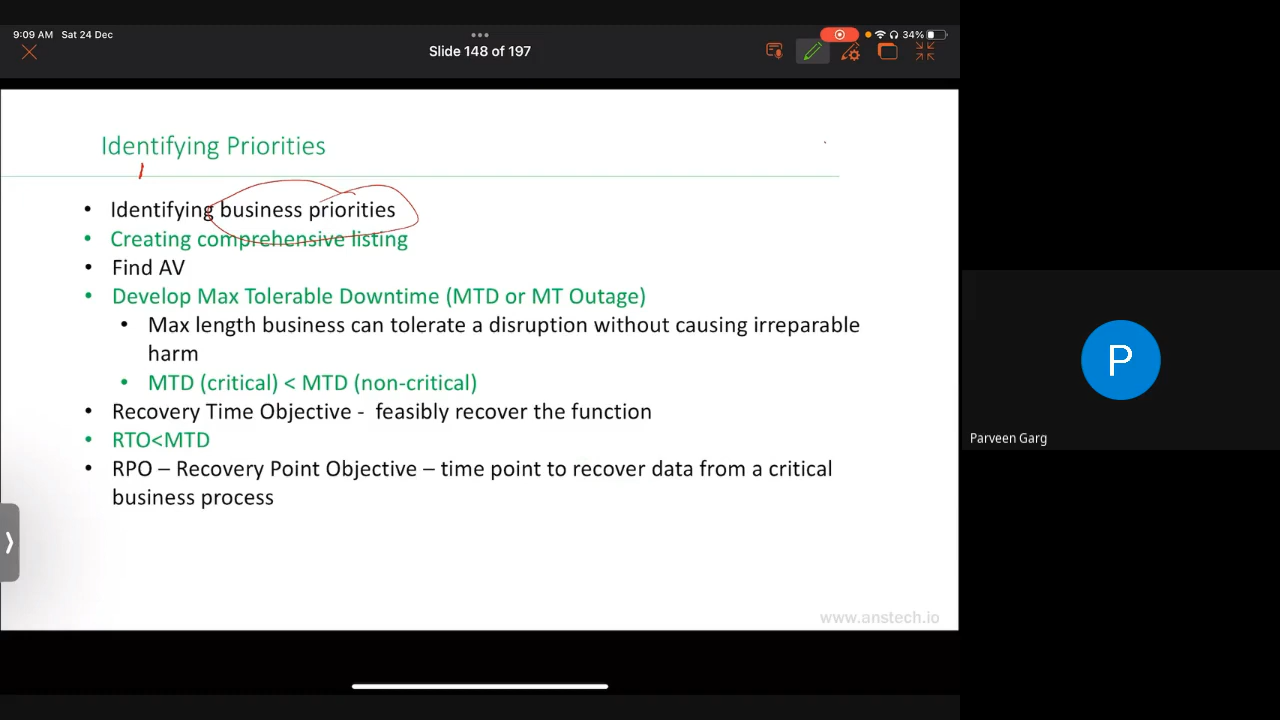 9:09 AM Sat 24 Dec
34%
Slide 148 of 197
Identifying Priorities
• Identifying business priorities
• Creating comprehensive listing
• Find AV
• Develop Max Tolerable Downtime (MTD or MT Outage)
• Max length business can tolerate a disruption without causing irreparable
harm
• MTD (critical) < MTD (non-critical)
• Recovery Time Objective - feasibly recover the function
• RTO<MTD
• RPO – Recovery Point Objective – time point to recover data from a critical
business process
www.anstech.io
P
Parveen Garg